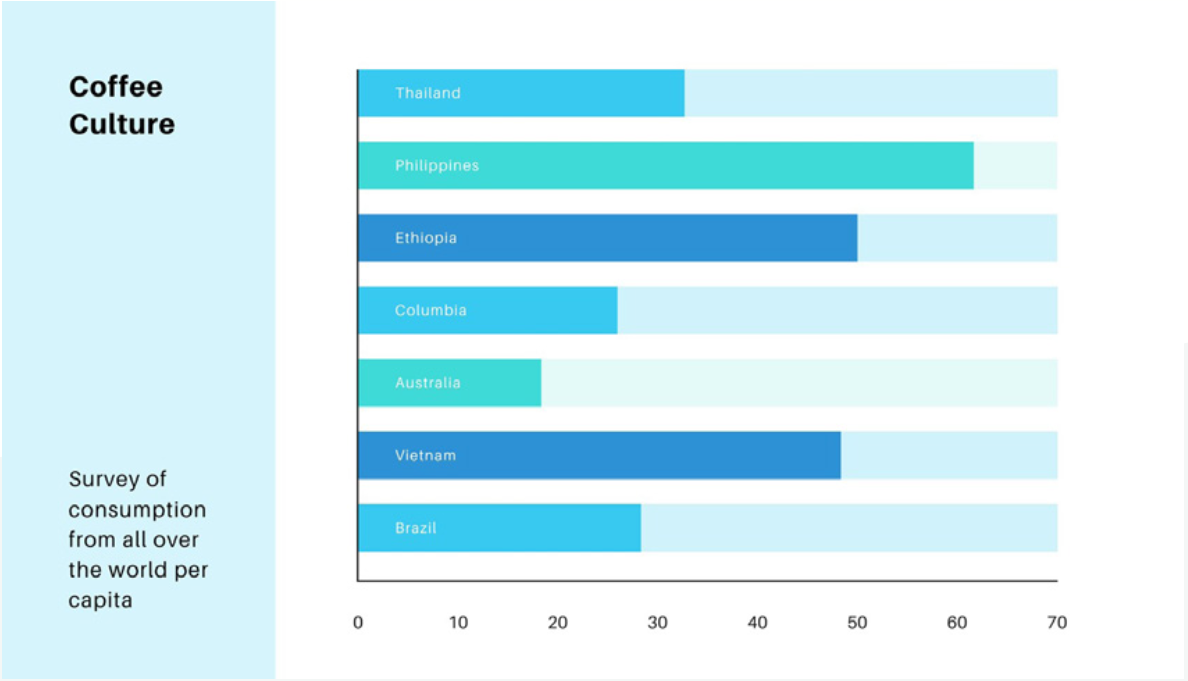 Coffee
Culture
Survey of
consumption
from all over
the world per
capita
Thailand
Philippines
Ethiopia
Columbia
Australia
Vietnam
Brazil
0 10 20 30 40 50 60 70